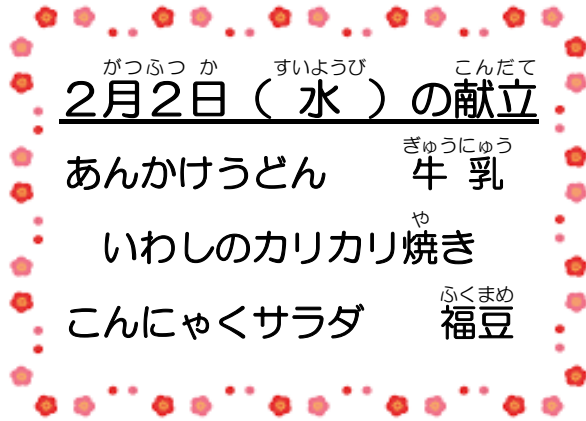 がつふつ か すいようび こんだて
２月２日（ 水 ）の献立
ぎゅうにゅう
あんかけうどん 牛 乳
や
いわしのカリカリ焼き
ふくまめ
こんにゃくサラダ 福豆